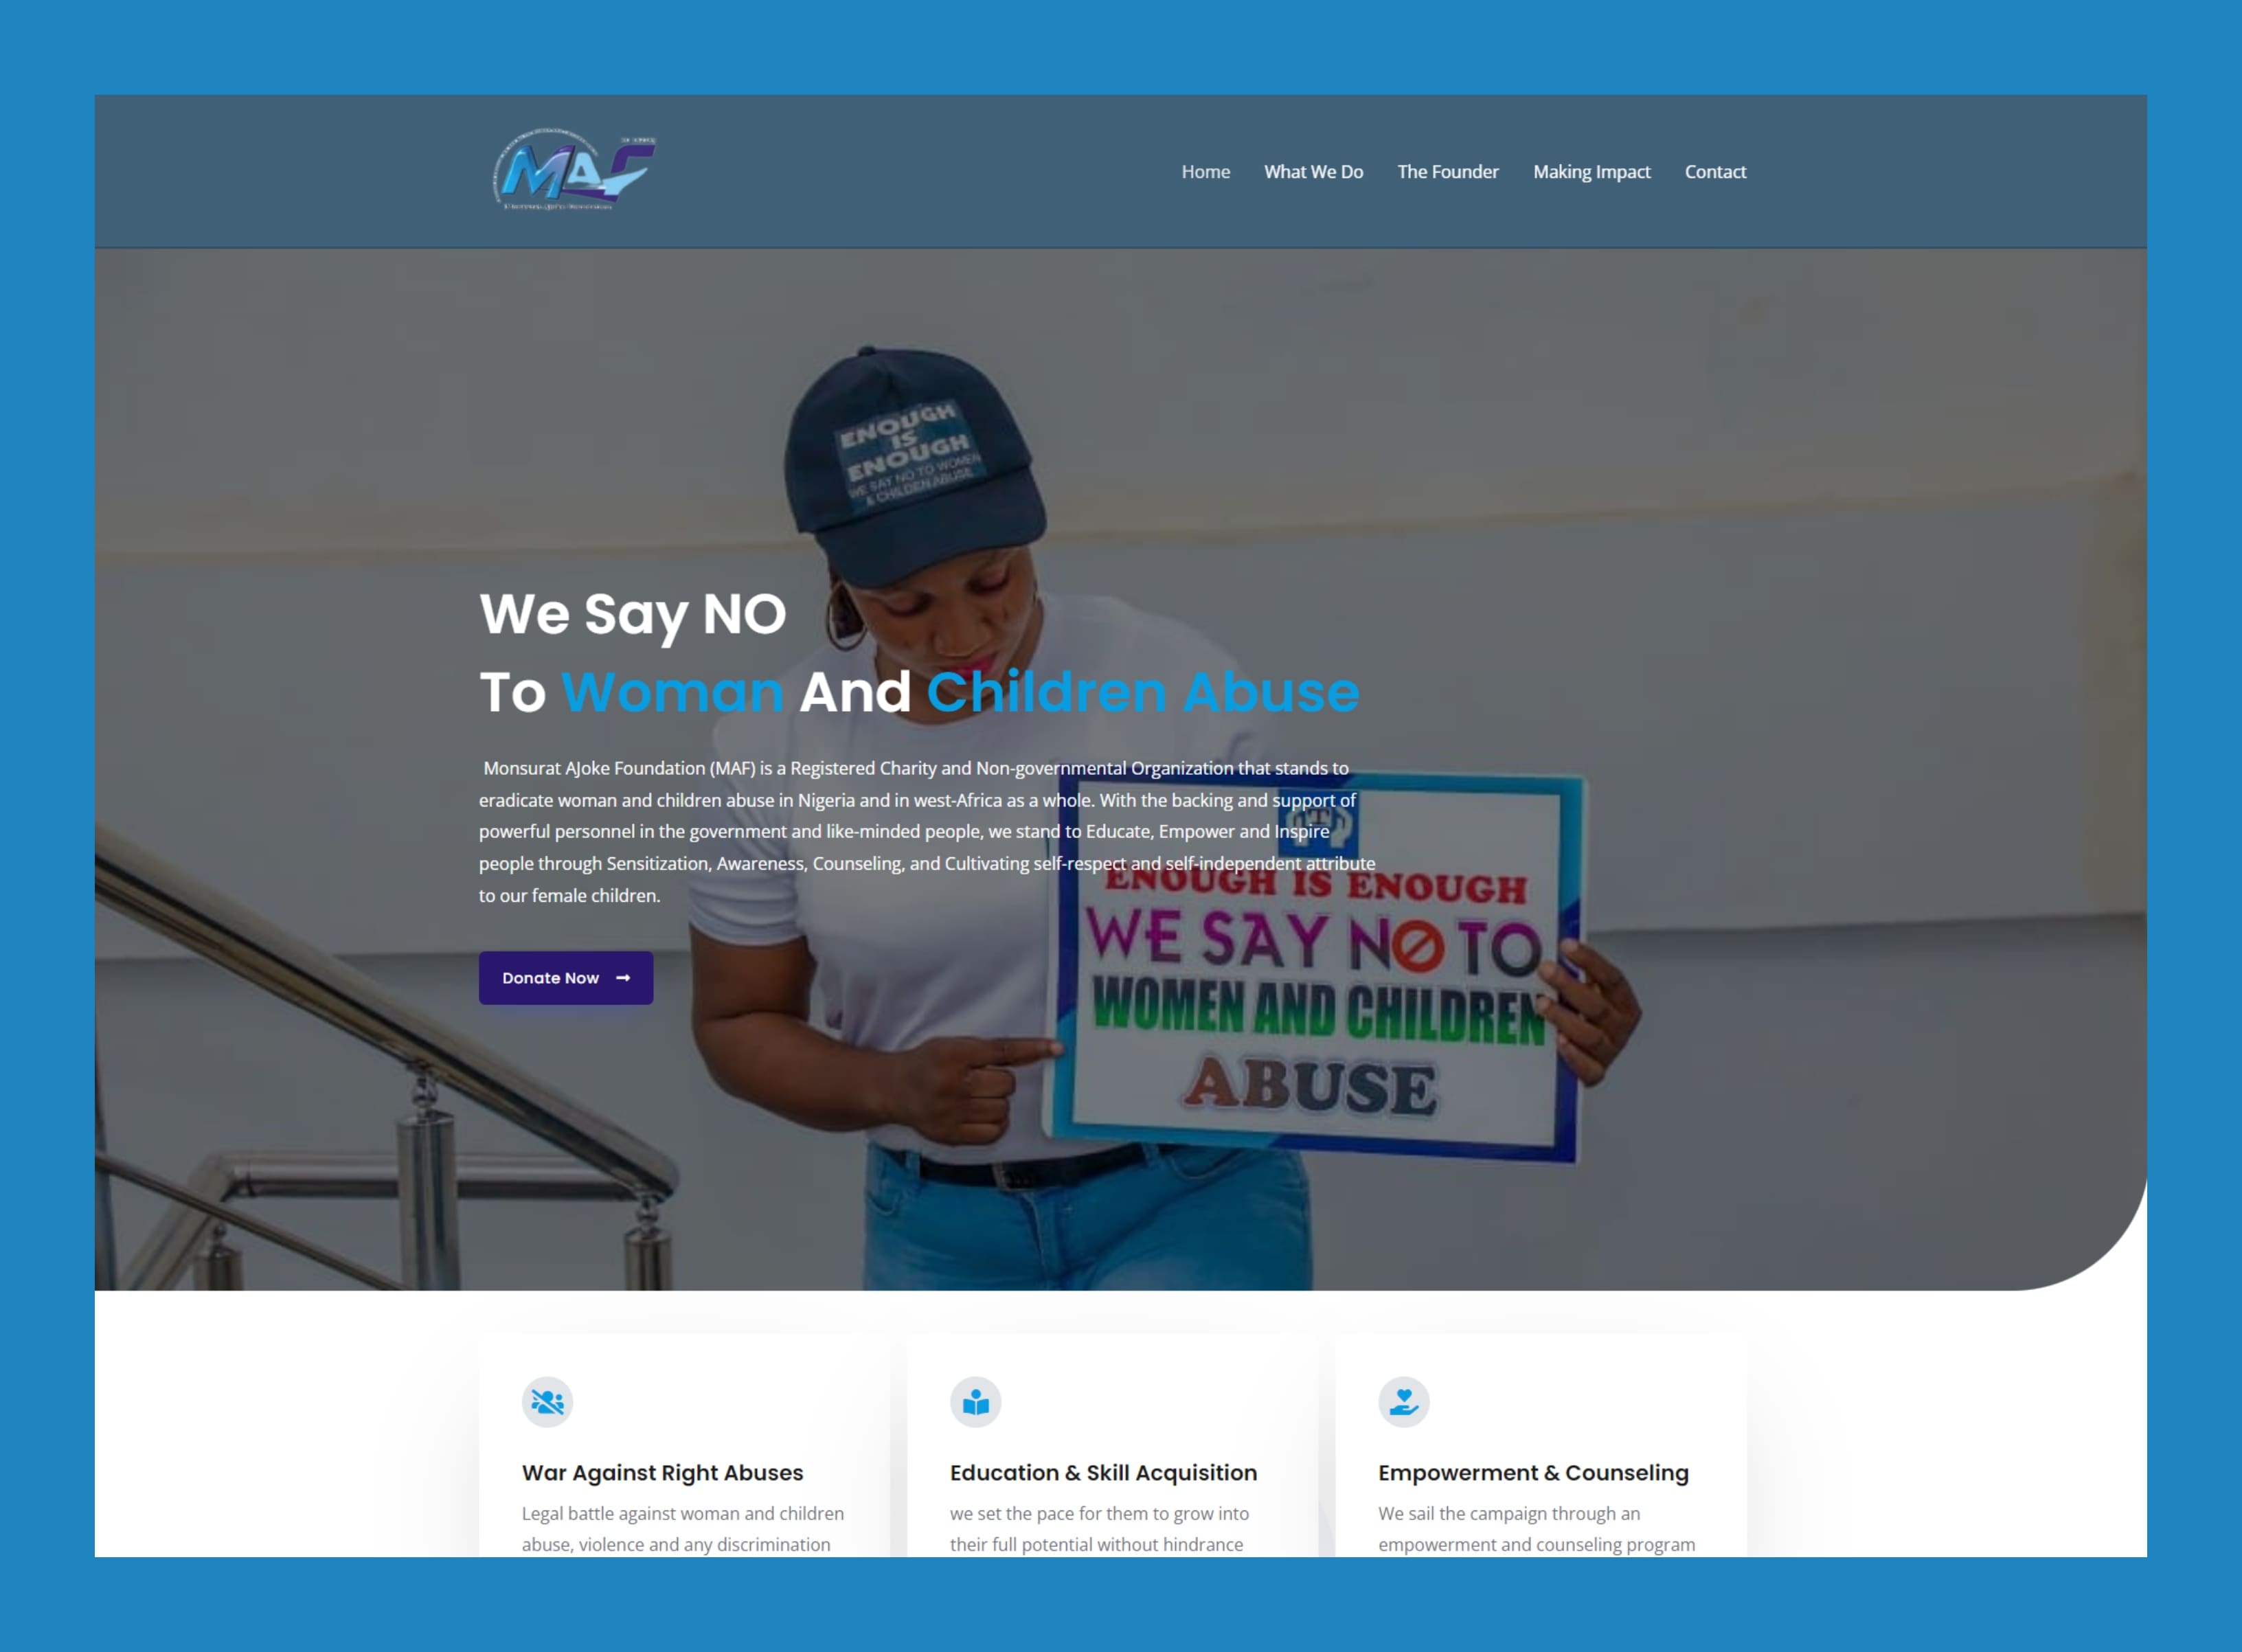 MAF
Home What We Do The Founder Making Impact Contact
ENOUGH
IS
ENOUGH
WE SAY NO TO WOMEN
& CHILDEN ABUSE
We Say NO
To Woman And Children Abuse
Monsurat AJoke Foundation (MAF) is a Registered Charity and Non-governmental Organization that stands to
eradicate woman and children abuse in Nigeria and in west-Africa as a whole. With the backing and support of
powerful personnel in the government and like-minded people, we stand to Educate, Empower and Inspire
people through Sensitization, Awareness, Counseling, and Cultivating self-respect and self-independent attribute
to our female children.
Donate Now
ENOUGH IS ENOUGH
WE SAY NO TO
WOMEN AND CHILDREN
ABUSE
War Against Right Abuses
Legal battle against woman and children
abuse, violence and any discrimination
Education & Skill Acquisition
we set the pace for them to grow into
their full potential without hindrance
Empowerment & Counseling
We sail the campaign through an
empowerment and counseling program